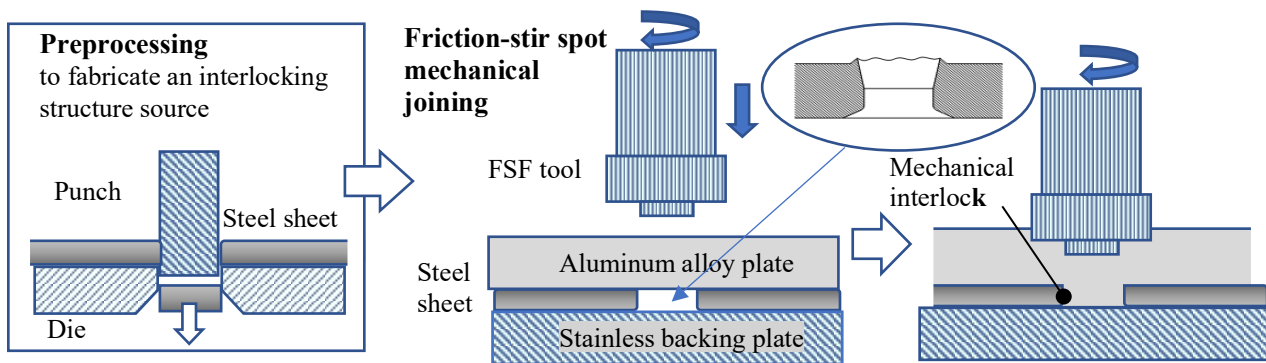 Preprocessing
to fabricate an interlocking
structure source
Punch
Steel sheet
Die
Friction-stir spot
mechanical
joining
FSF tool
Steel
sheet
Aluminum alloy plate
Stainless backing plate
Mechanical
interlock